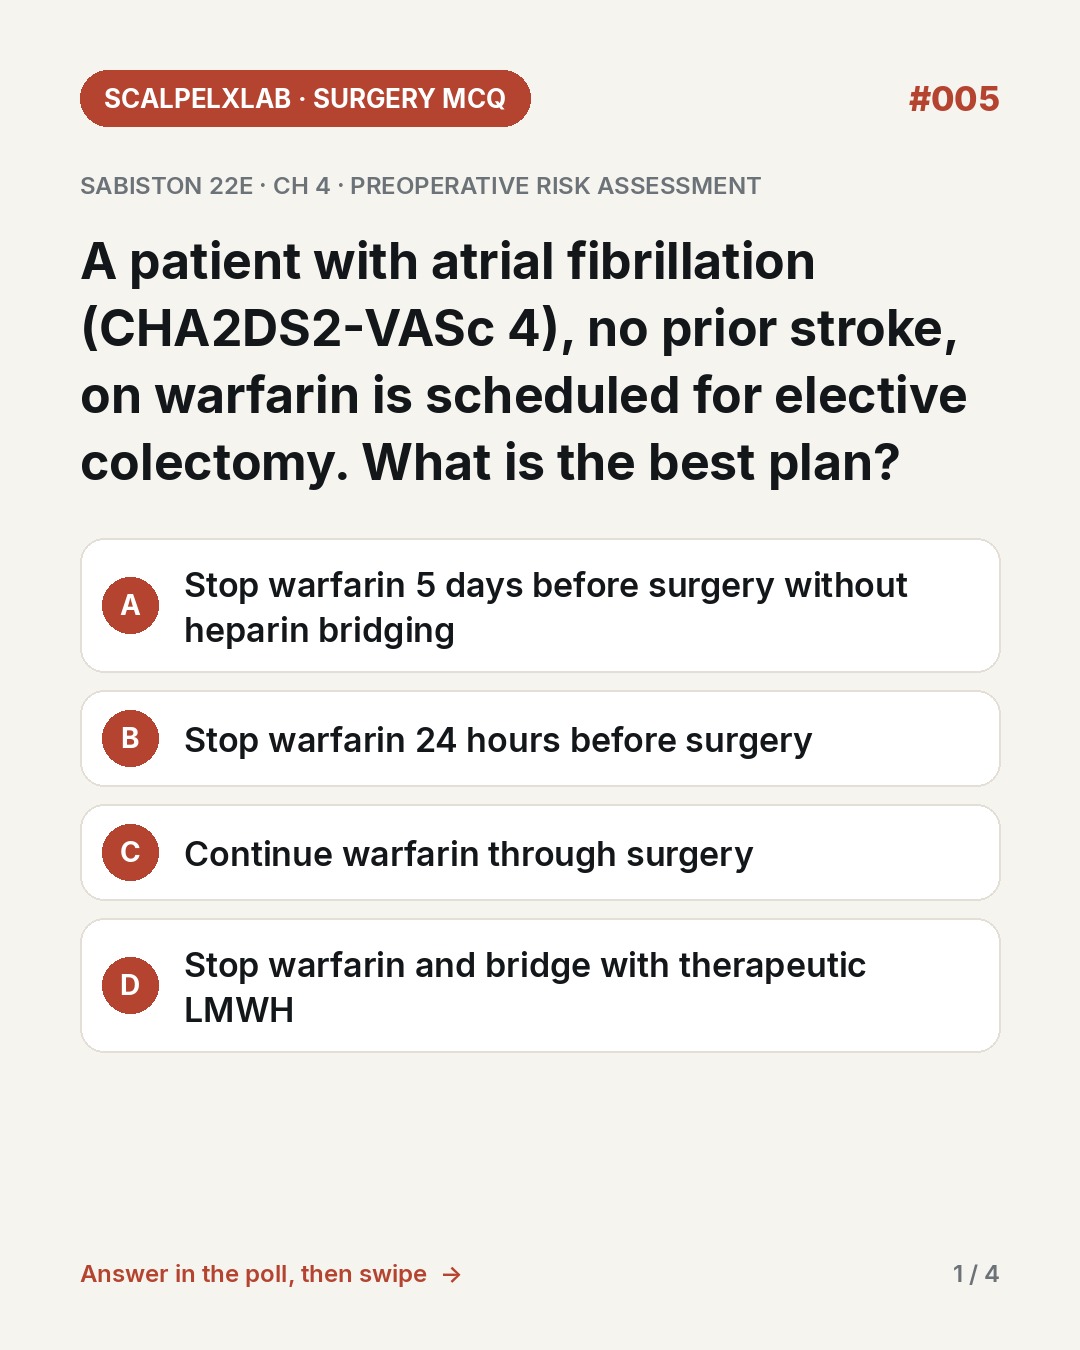 SCALPELXLAB · SURGERY MCQ
#005
SABISTON 22E · CH 4 · PREOPERATIVE RISK ASSESSMENT
A patient with atrial fibrillation
(CHA2DS2-VASc 4), no prior stroke,
on warfarin is scheduled for elective
colectomy. What is the best plan?
A
Stop warfarin 5 days before surgery without
heparin bridging
B
Stop warfarin 24 hours before surgery
C
Continue warfarin through surgery
D
Stop warfarin and bridge with therapeutic
LMWH
Answer in the poll, then swipe →
1 / 4